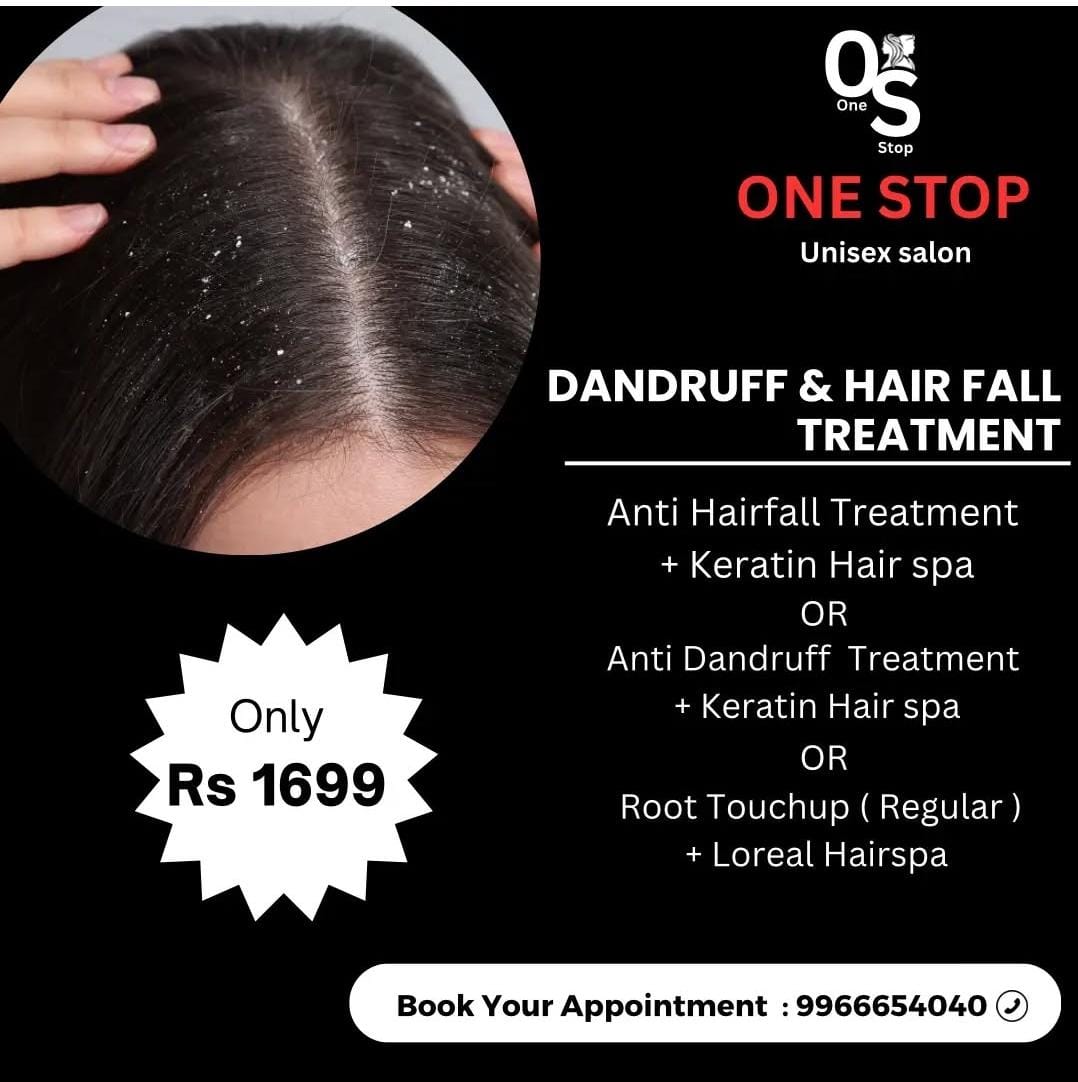 OS
One
Stop
ONE STOP
Unisex salon
DANDRUFF & HAIR FALL
TREATMENT
Anti Hairfall Treatment
+ Keratin Hair spa
OR
Anti Dandruff Treatment
+ Keratin Hair spa
OR
Root Touchup ( Regular )
+ Loreal Hairspa
Only
Rs 1699
Book Your Appointment : 9966654040